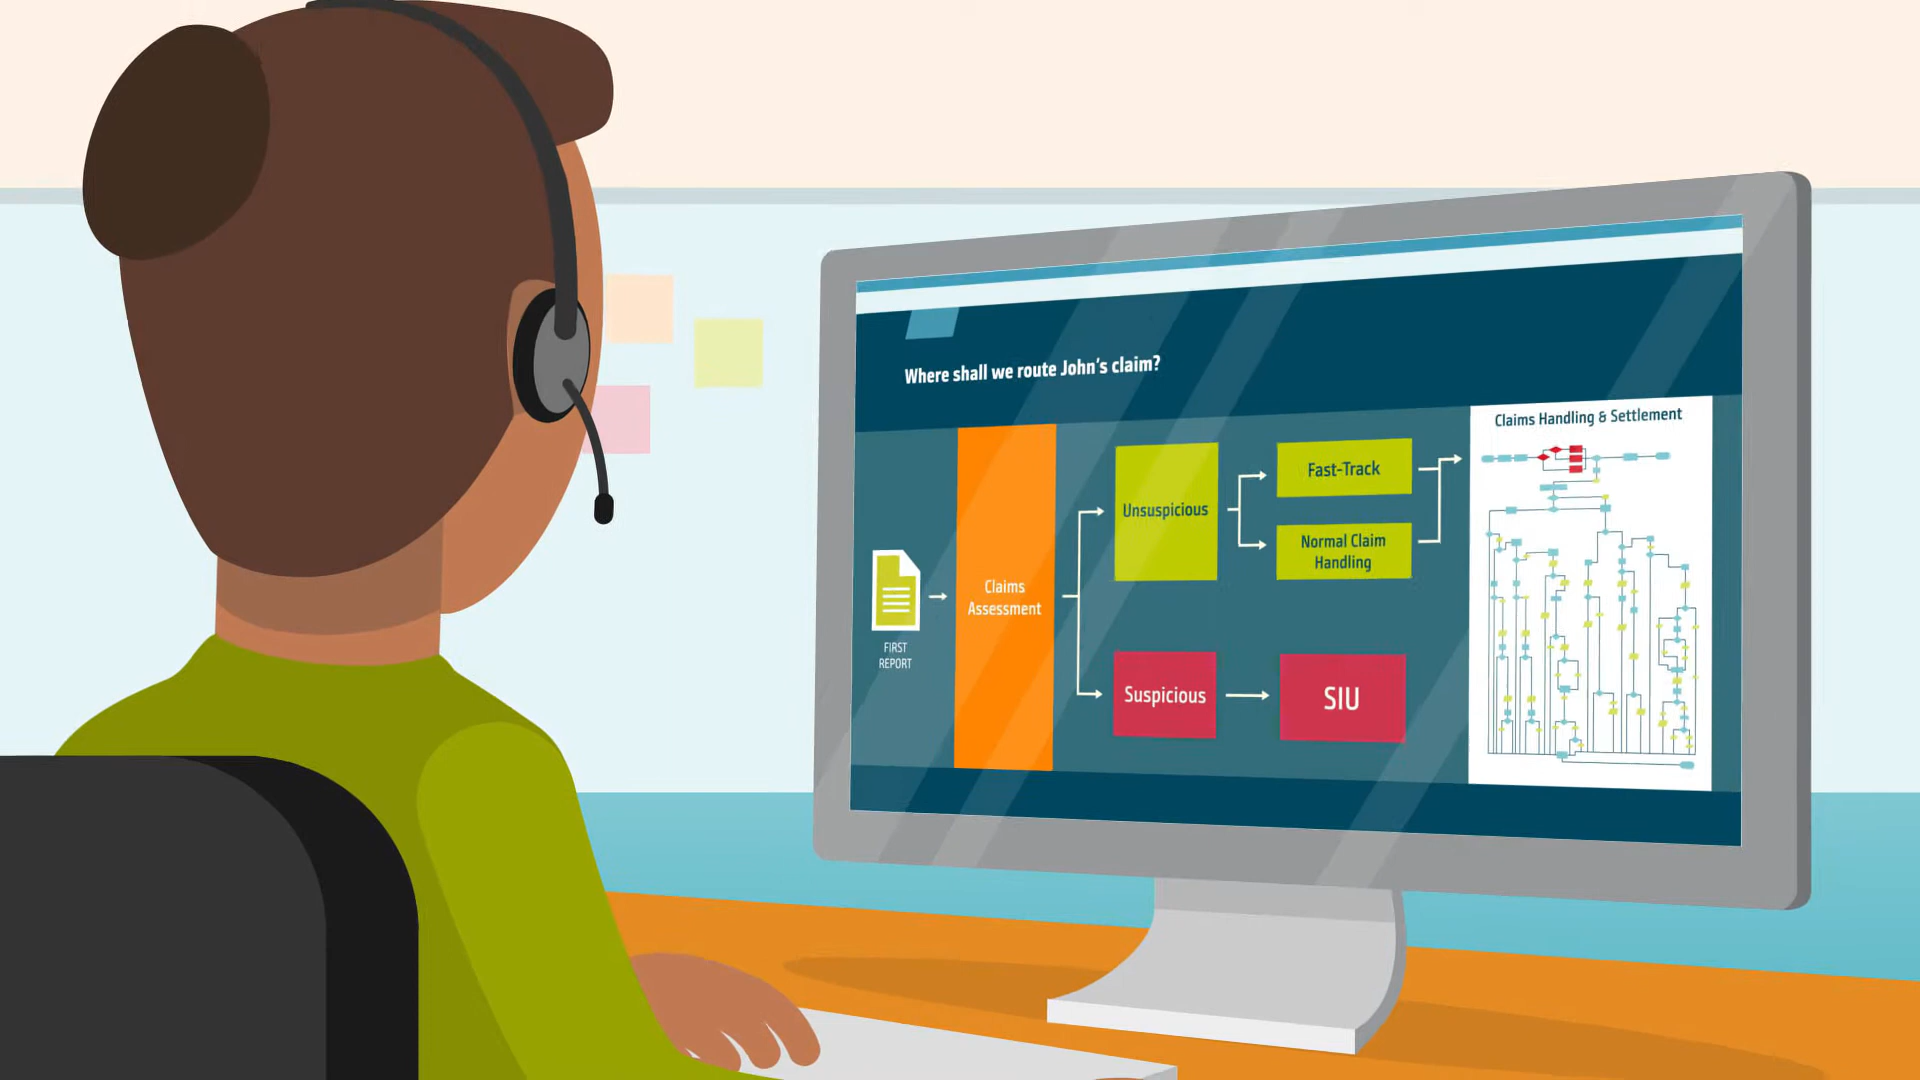 Where shall we route John's claim?
Claims Handling & Settlement
Fast-Track
Unsuspicious
Normal Claim
Handling
Claims
Assessment
FIRST
REPORT
Suspicious
SIU